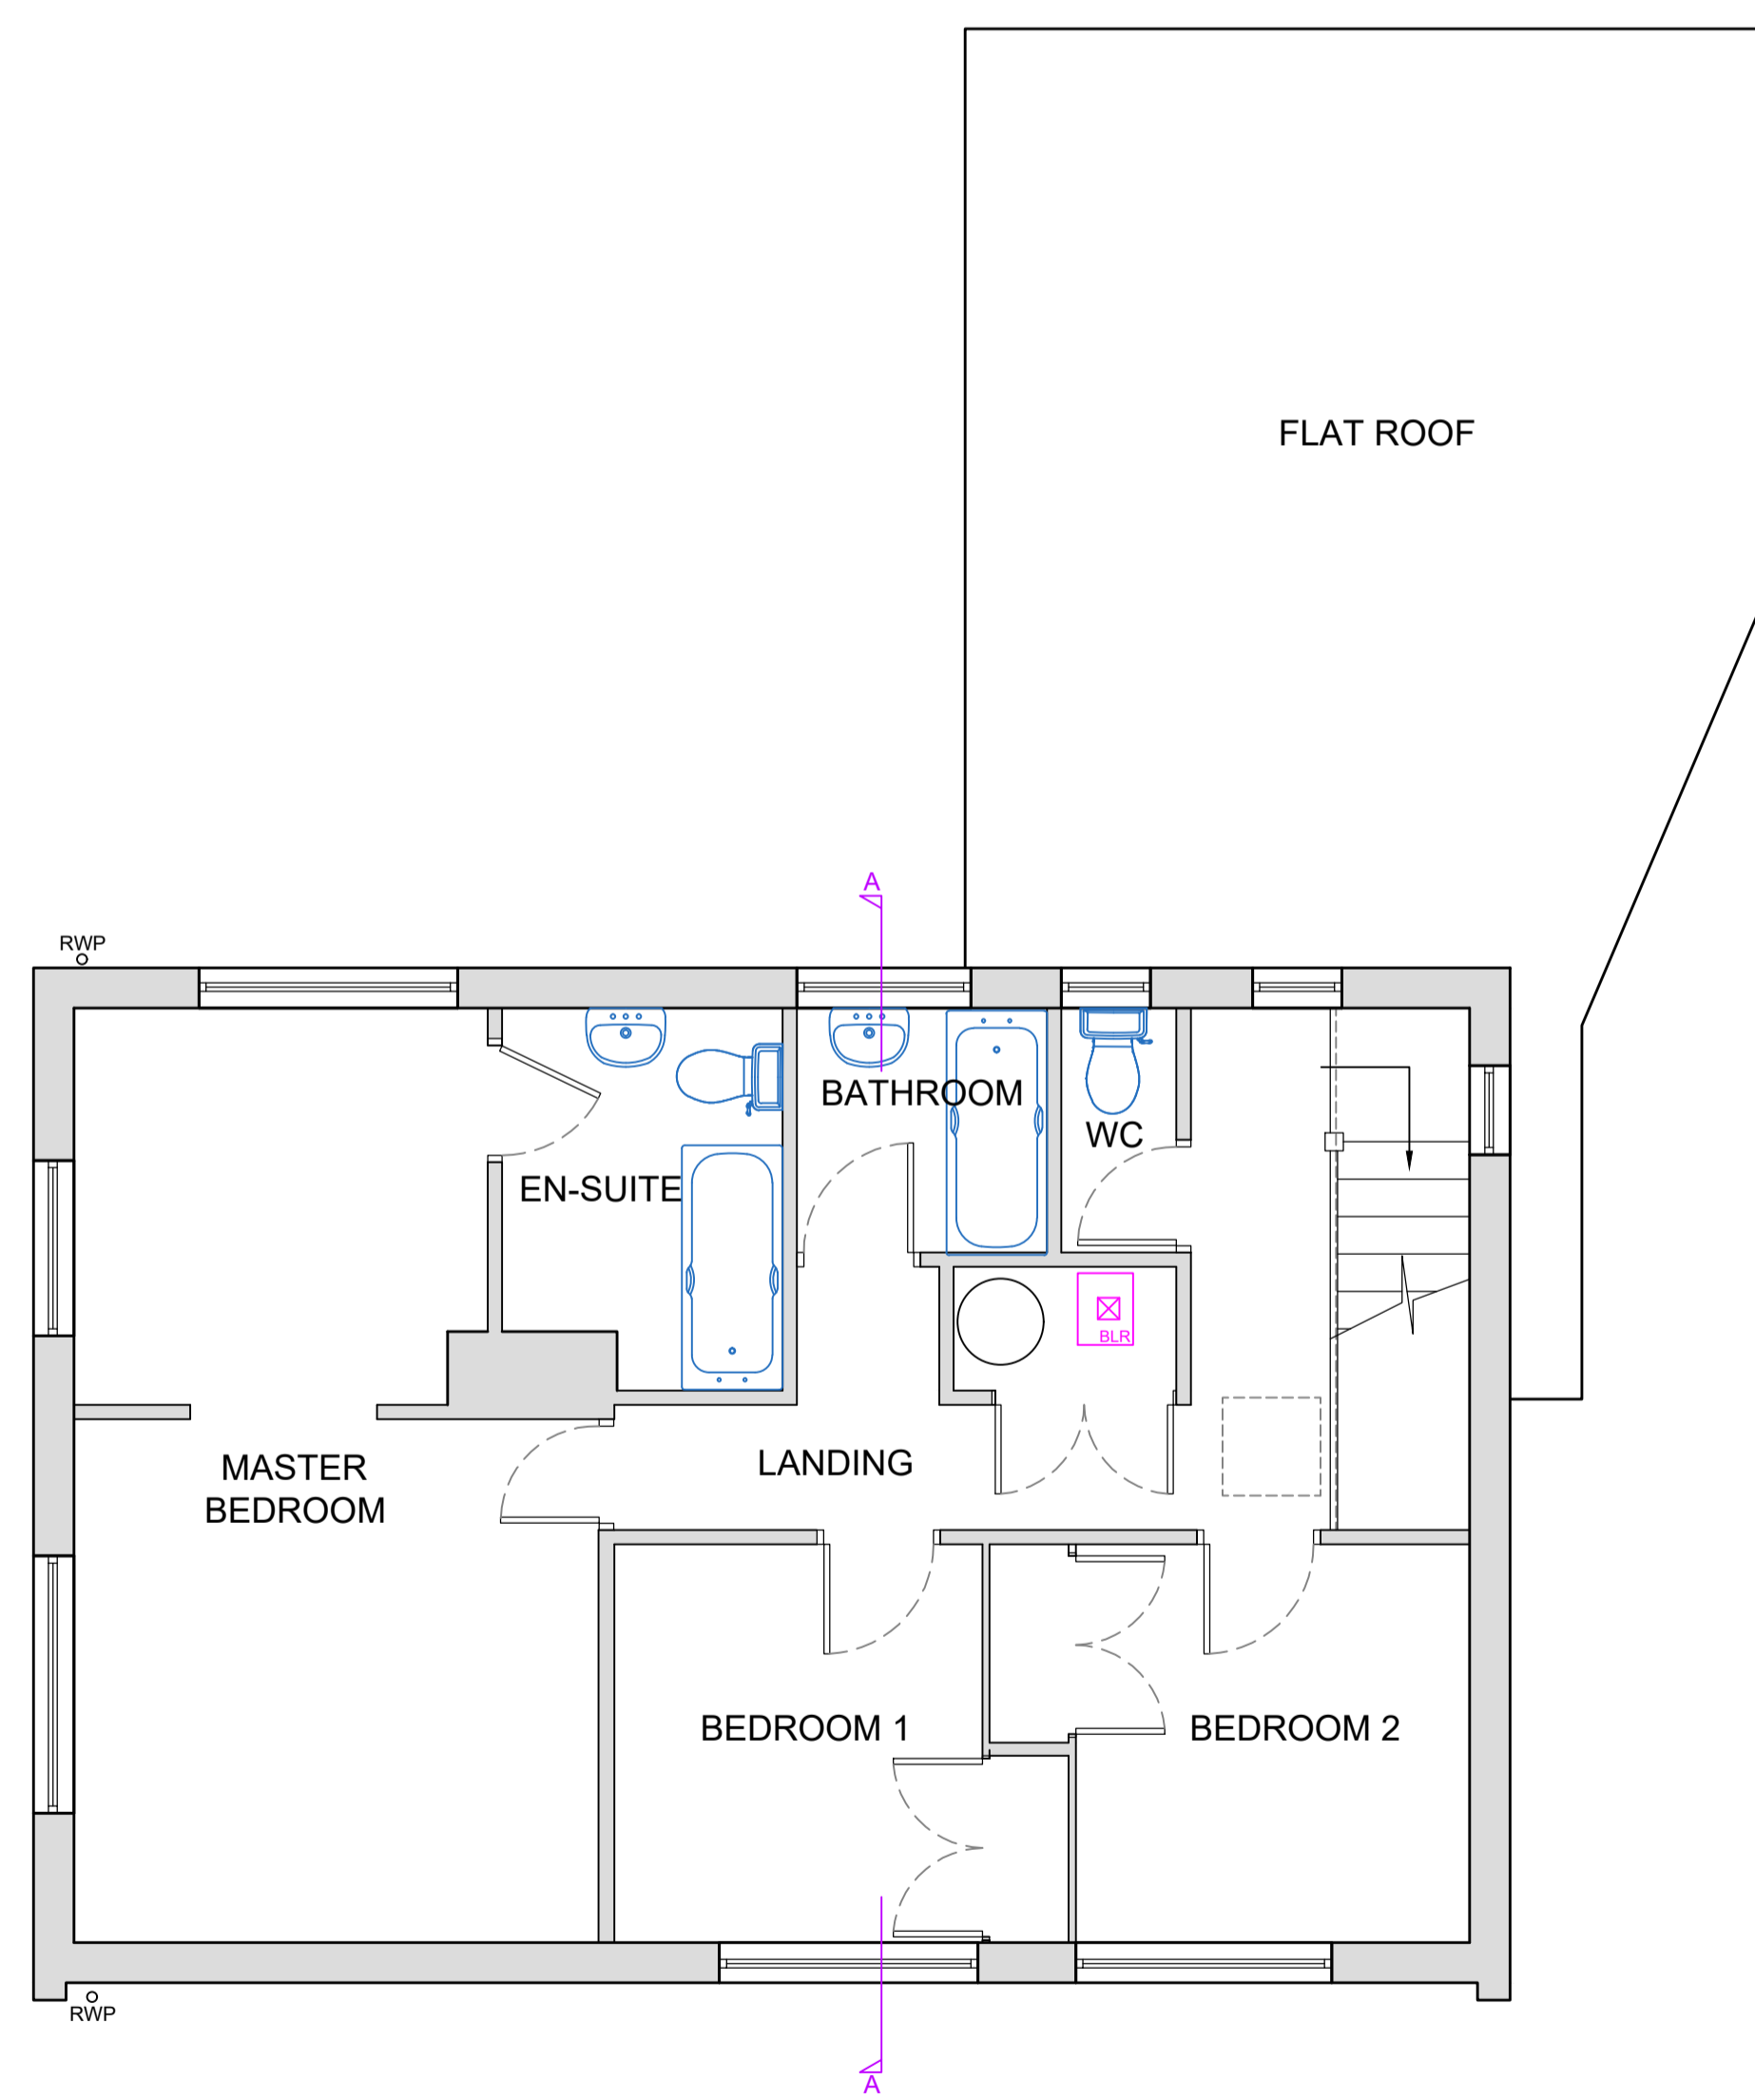 FLAT ROOF
A
RWP
BATHROOM
WC
EN-SUITE
BLR
MASTER
BEDROOM
LANDING
BEDROOM 1
BEDROOM 2
RWP
A